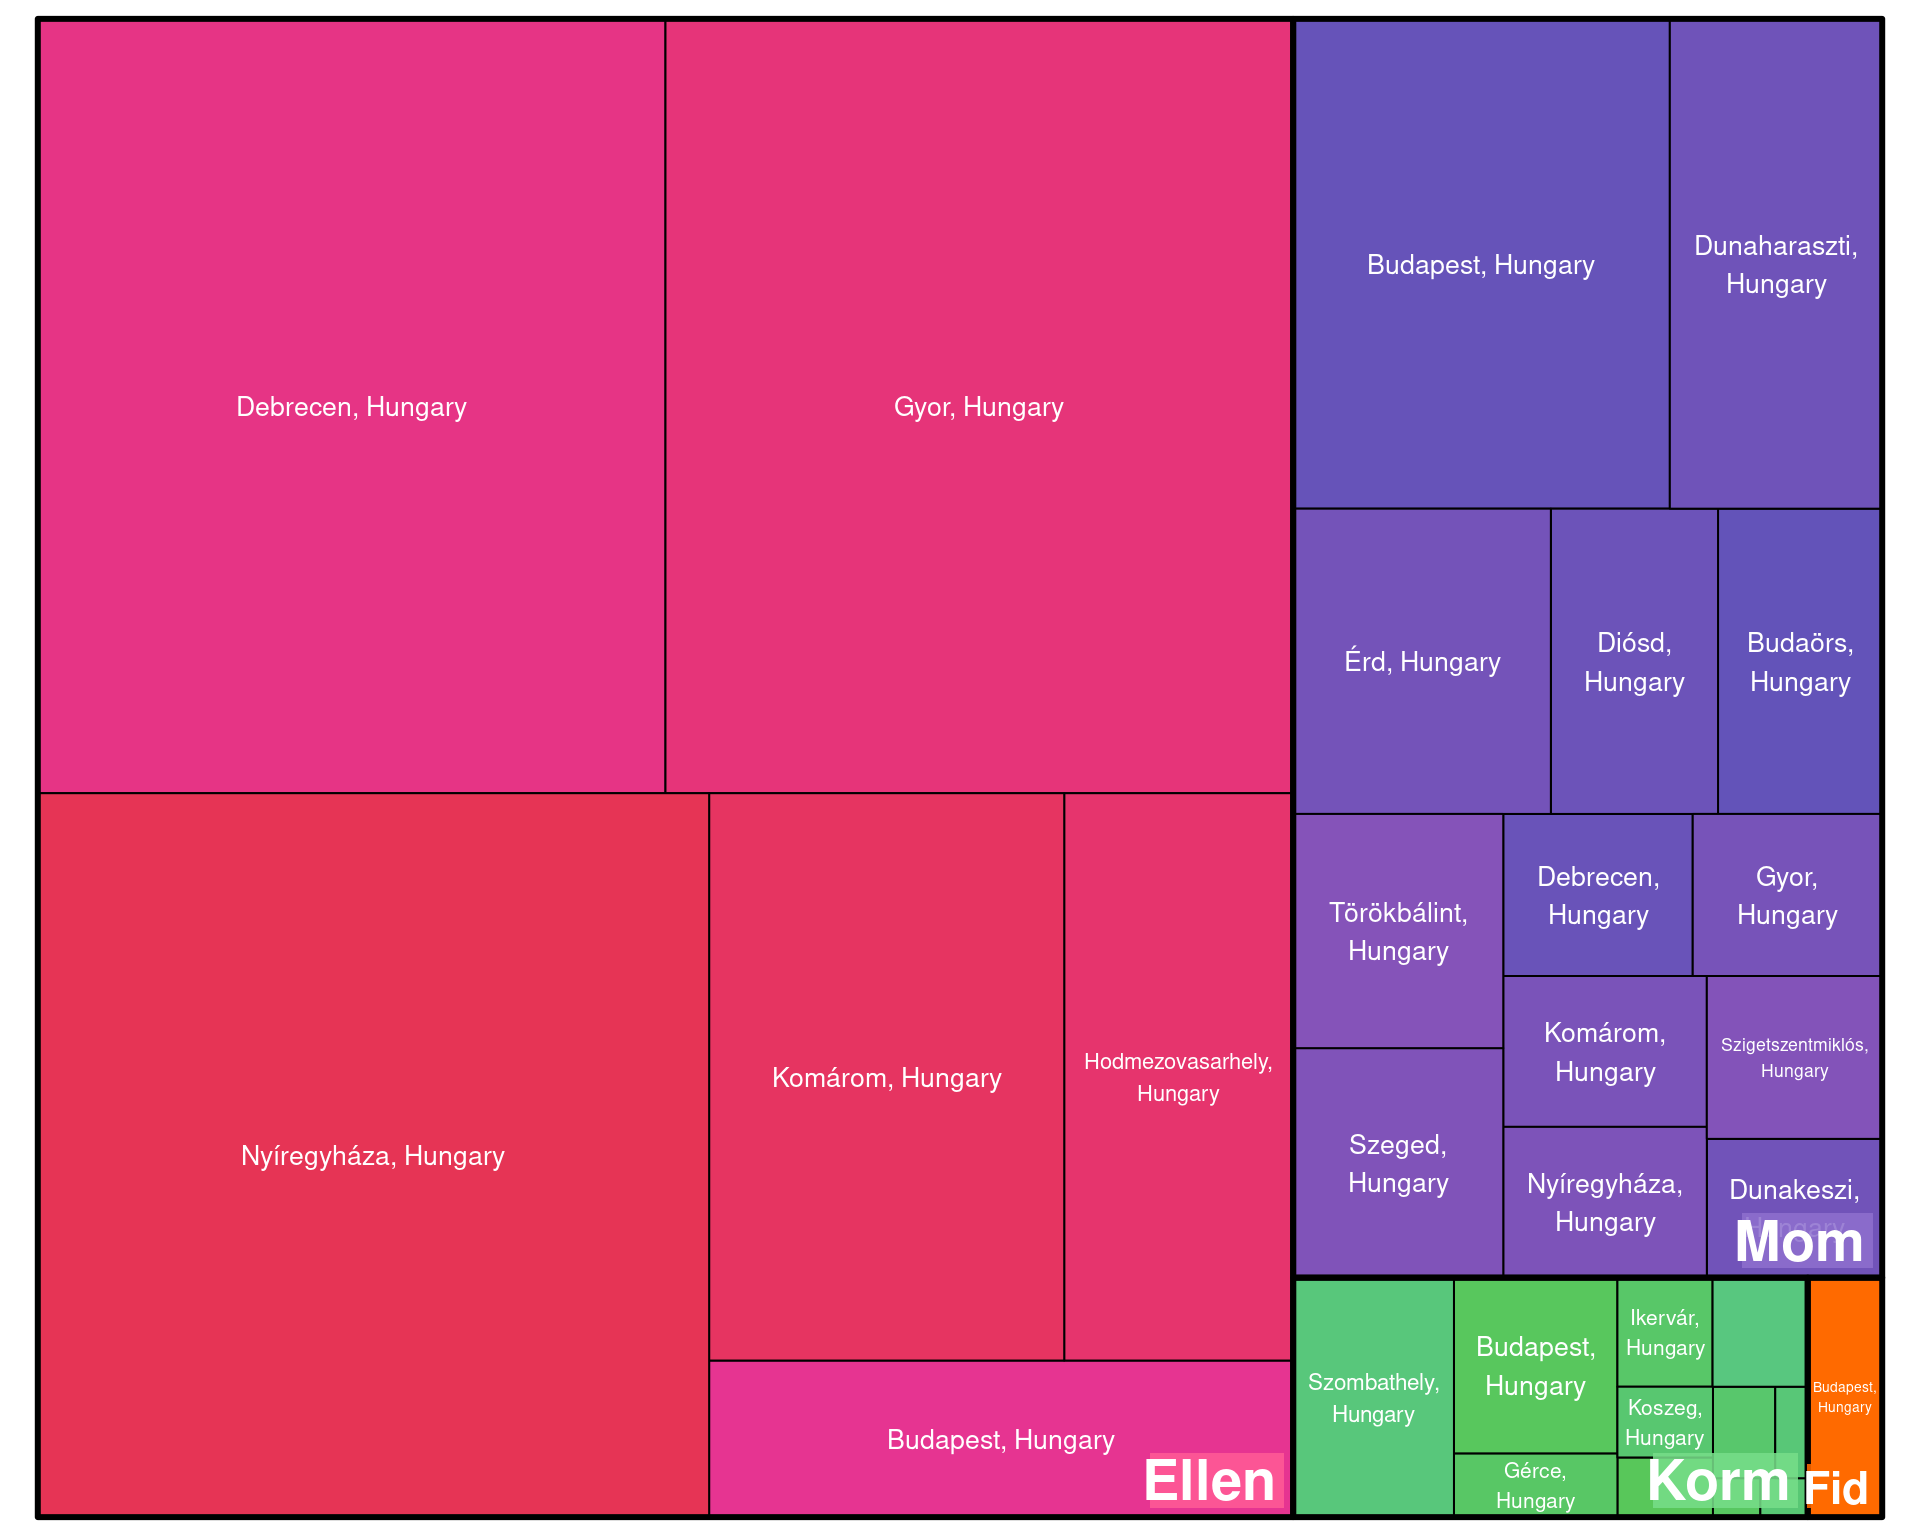 Debrecen, Hungary
Gyor, Hungary
Nyíregyháza, Hungary
Komárom, Hungary
Hodmezovasarhely,
Hungary
Budapest, Hungary
Ellen
Budapest, Hungary
Dunaharaszti,
Hungary
Érd, Hungary
Diósd,
Hungary
Budaörs,
Hungary
Törökbálint,
Hungary
Debrecen,
Hungary
Gyor,
Hungary
Komárom,
Hungary
Szigetszentmiklós,
Hungary
Szeged,
Hungary
Nyíregyháza,
Hungary
Dunakeszi,
Hungary
Mom
Szombathely,
Hungary
Budapest,
Hungary
Ikervár,
Hungary
Koszeg,
Hungary
Gérce,
Hungary
Korm
Budapest,
Hungary
Fid